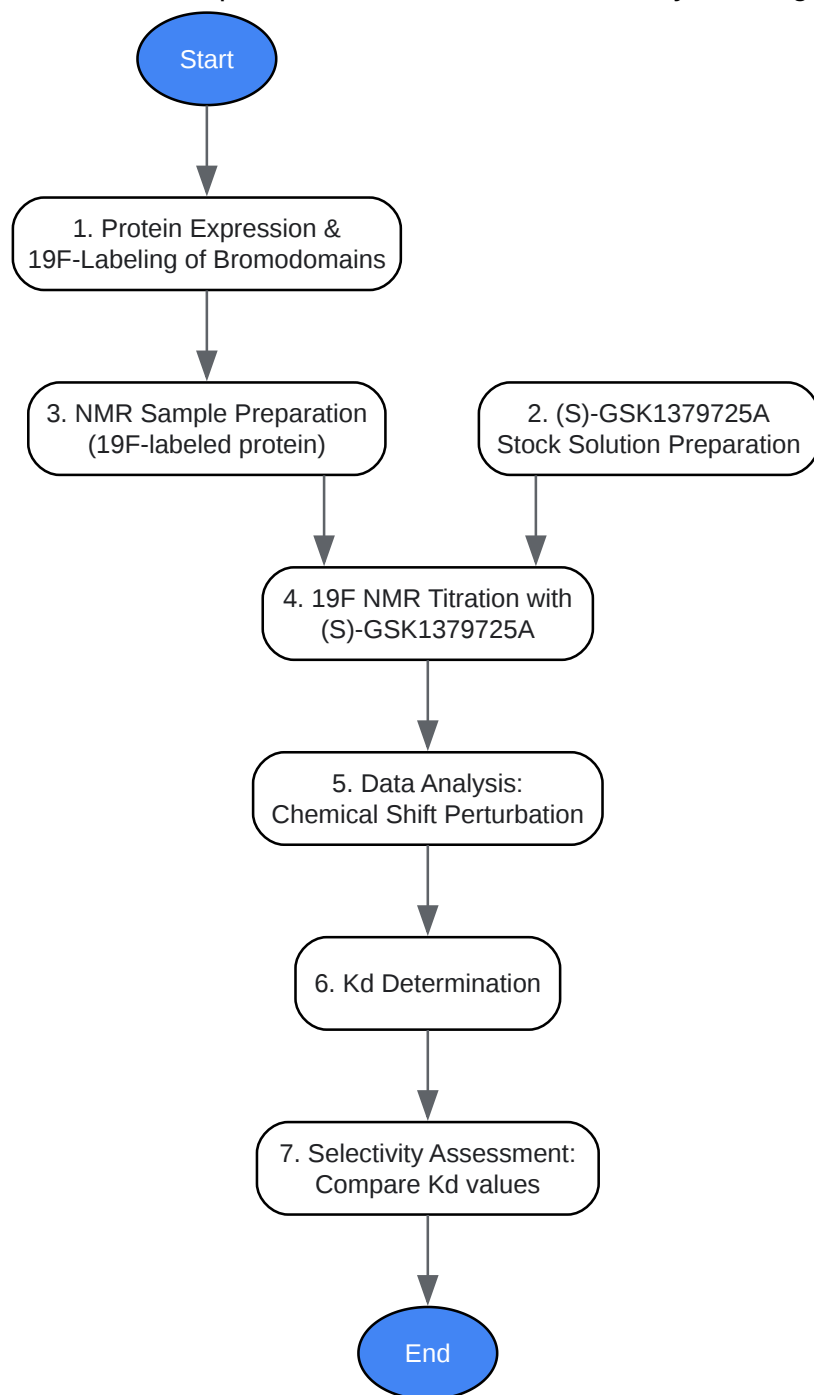 Start
1. Protein Expression &
19F-Labeling of Bromodomains
3. NMR Sample Preparation
(19F-labeled protein)
2. (S)-GSK1379725A
Stock Solution Preparation
4. 19F NMR Titration with
(S)-GSK1379725A
5. Data Analysis:
Chemical Shift Perturbation
6. Kd Determination
7. Selectivity Assessment:
Compare Kd values
End